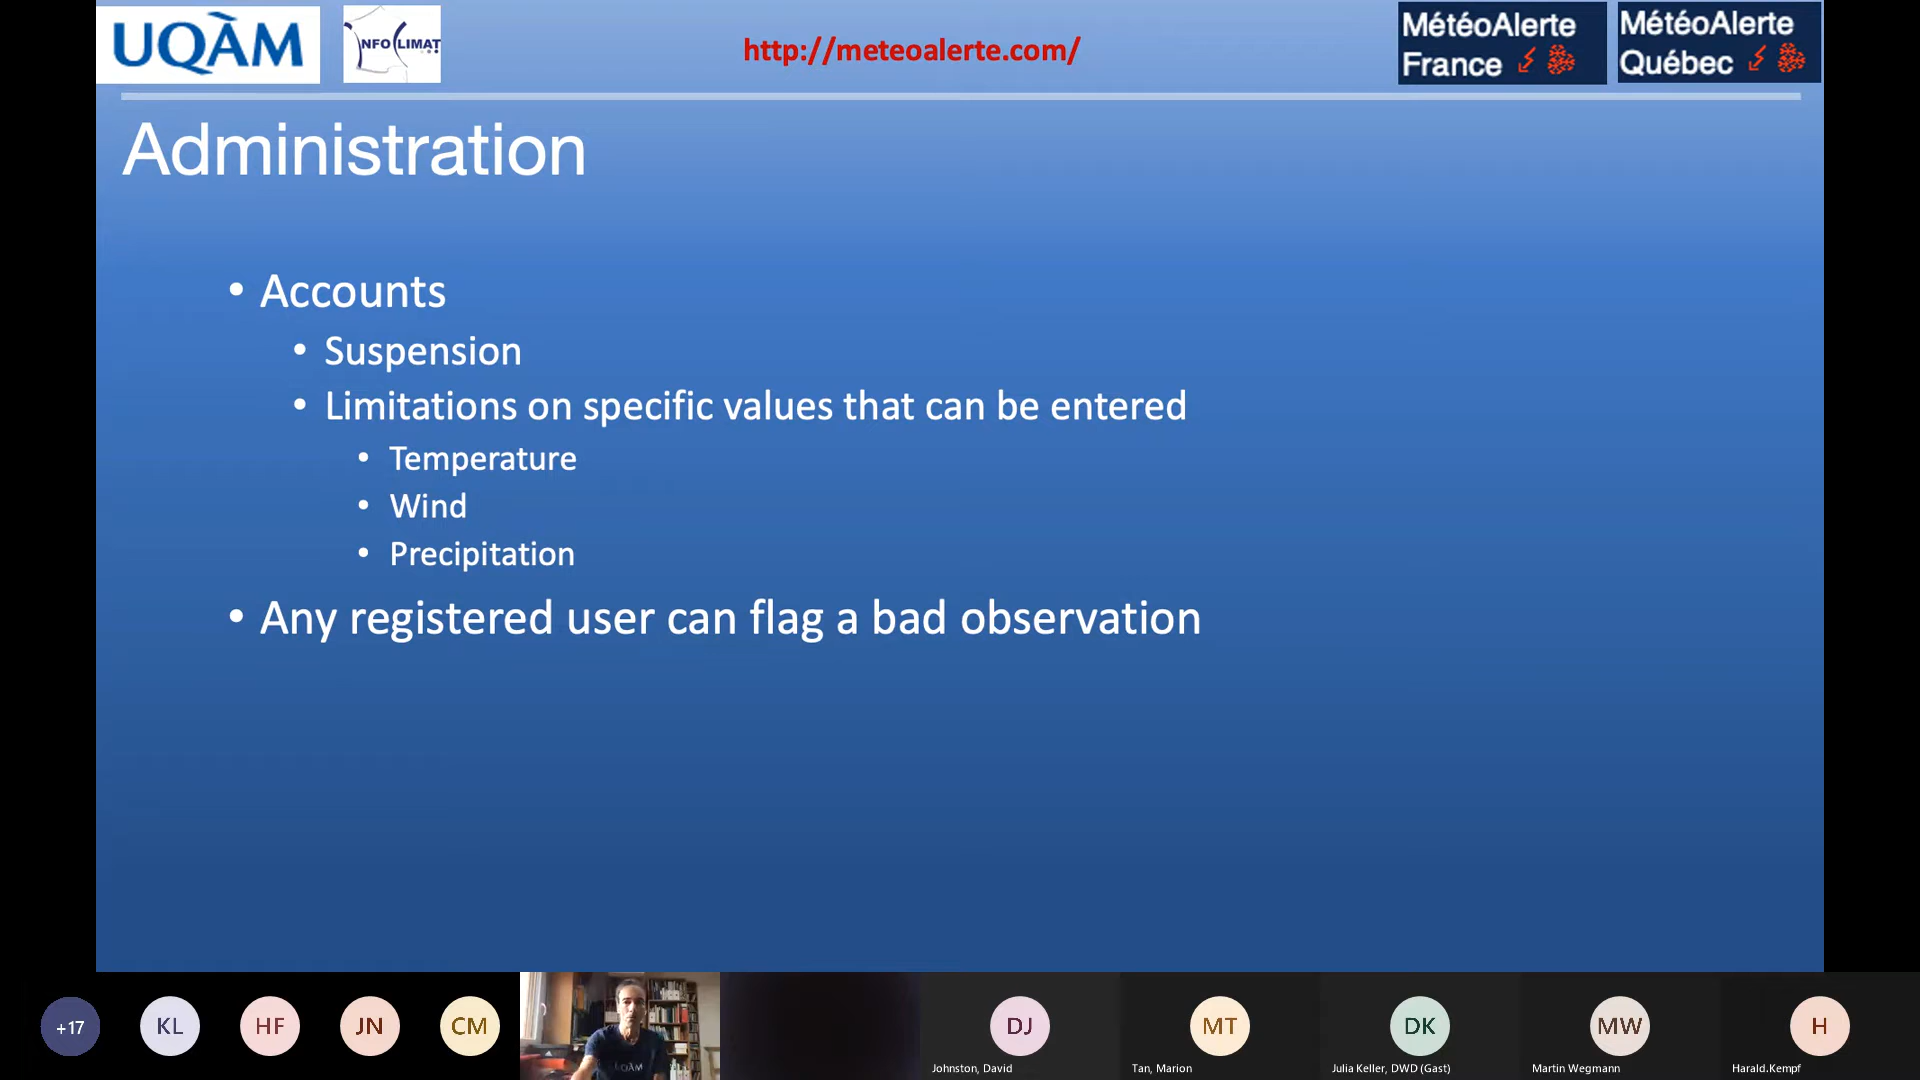 UQÀM
NFOCLIMAT
http://meteoalerte.com/
MétéoAlerte
France
MétéoAlerte
Québec
Administration
• Accounts
• Suspension
• Limitations on specific values that can be entered
• Temperature
• Wind
• Precipitation
• Any registered user can flag a bad observation
+17
KL
HF
JN
CM
UQÀM
DJ
Johnston, David
MT
Tan, Marion
DK
Julia Keller, DWD (Gast)
MW
Martin Wegmann
H
Harald.Kempf